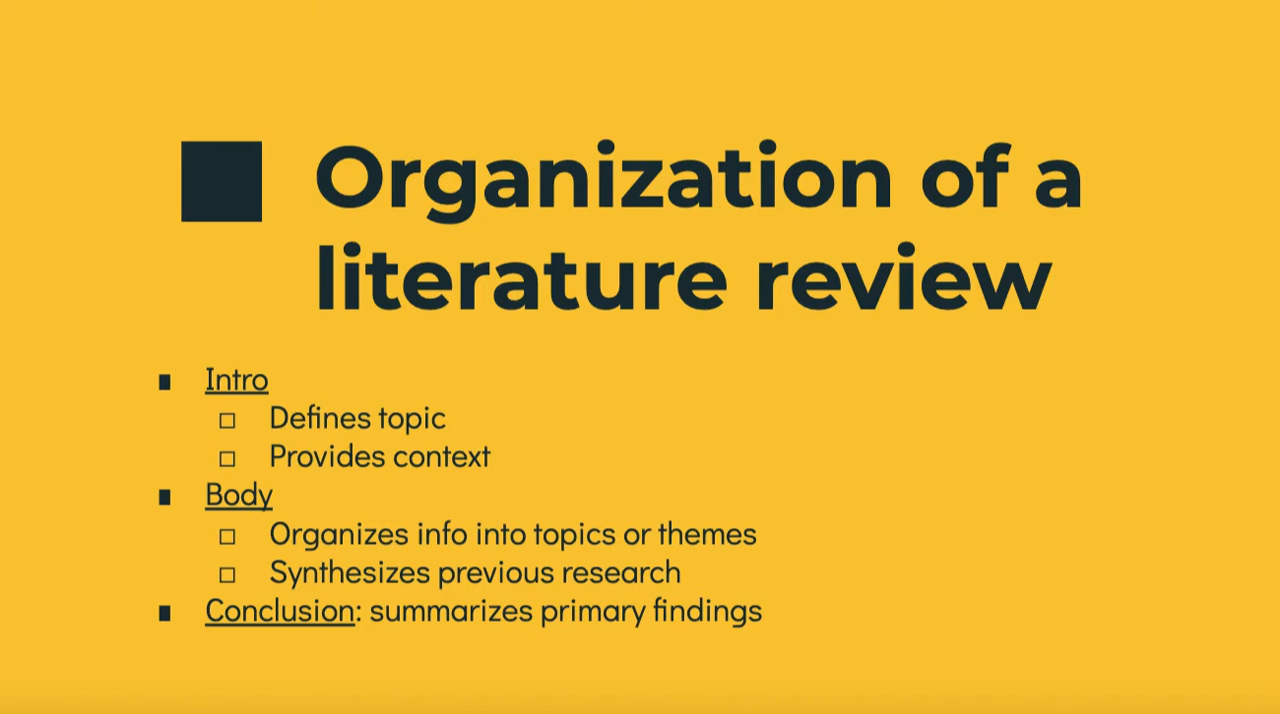 Organization of a
literature review
Intro
Defines topic
Provides context
Body
Organizes info into topics or themes
Synthesizes previous research
Conclusion: summarizes primary findings